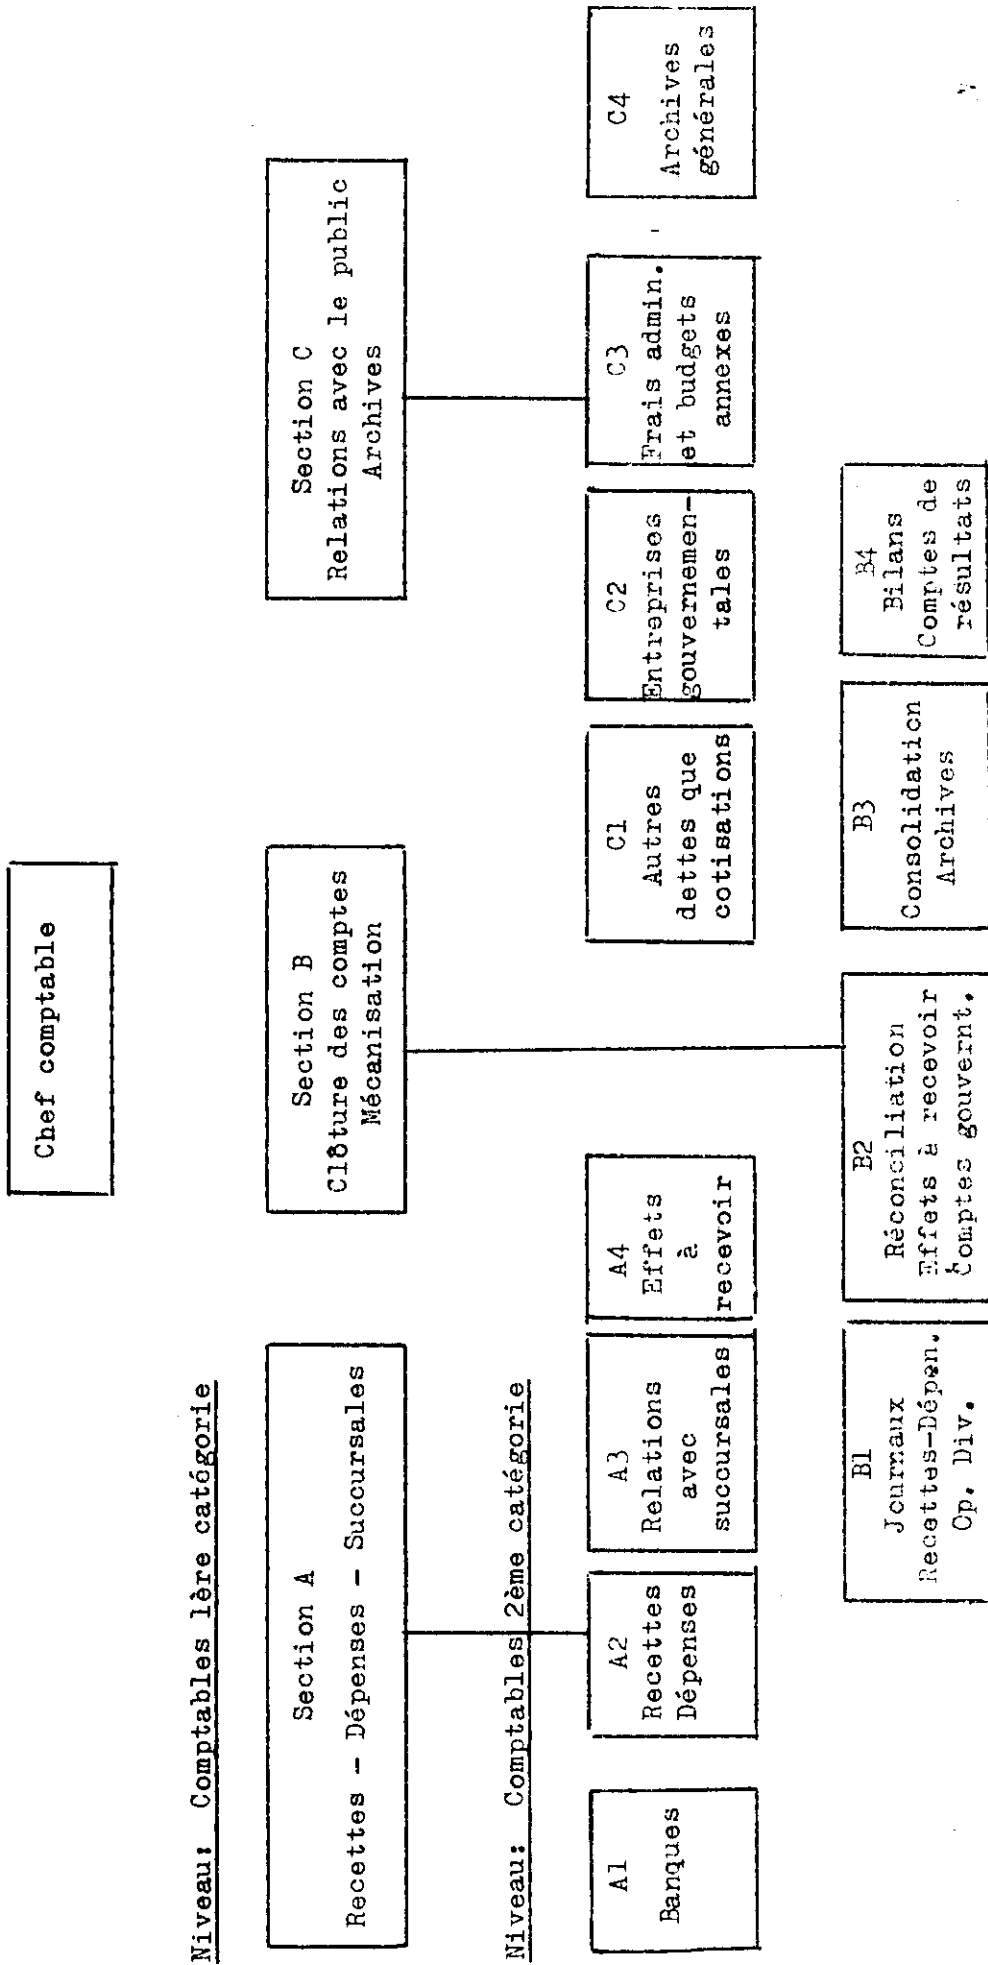 Chef comptable
Niveau: Comptables 1ère catégorie
Section A
Recettes - Dépenses - Succursales
Section B
Clôture des comptes
Mécanisation
Section C
Relations avec le public
Archives
Niveau: Comptables 2ème catégorie
A1
Banques
A2
Recettes
Dépenses
A3
Relations
avec
succursales
A4
Effets
à
recevoir
C1
Autres
dettes que
cotisations
C2
Entreprises
gouvernemen-
tales
C3
Frais admin.
et budgets
annexes
C4
Archives
générales
B1
Journaux
Recettes-Dépen.
Op. Div.
B2
Réconciliation
Effets à recevoir
Comptes gouvernt.
B3
Consolidation
Archives
B4
Bilans
Comptes de
résultats